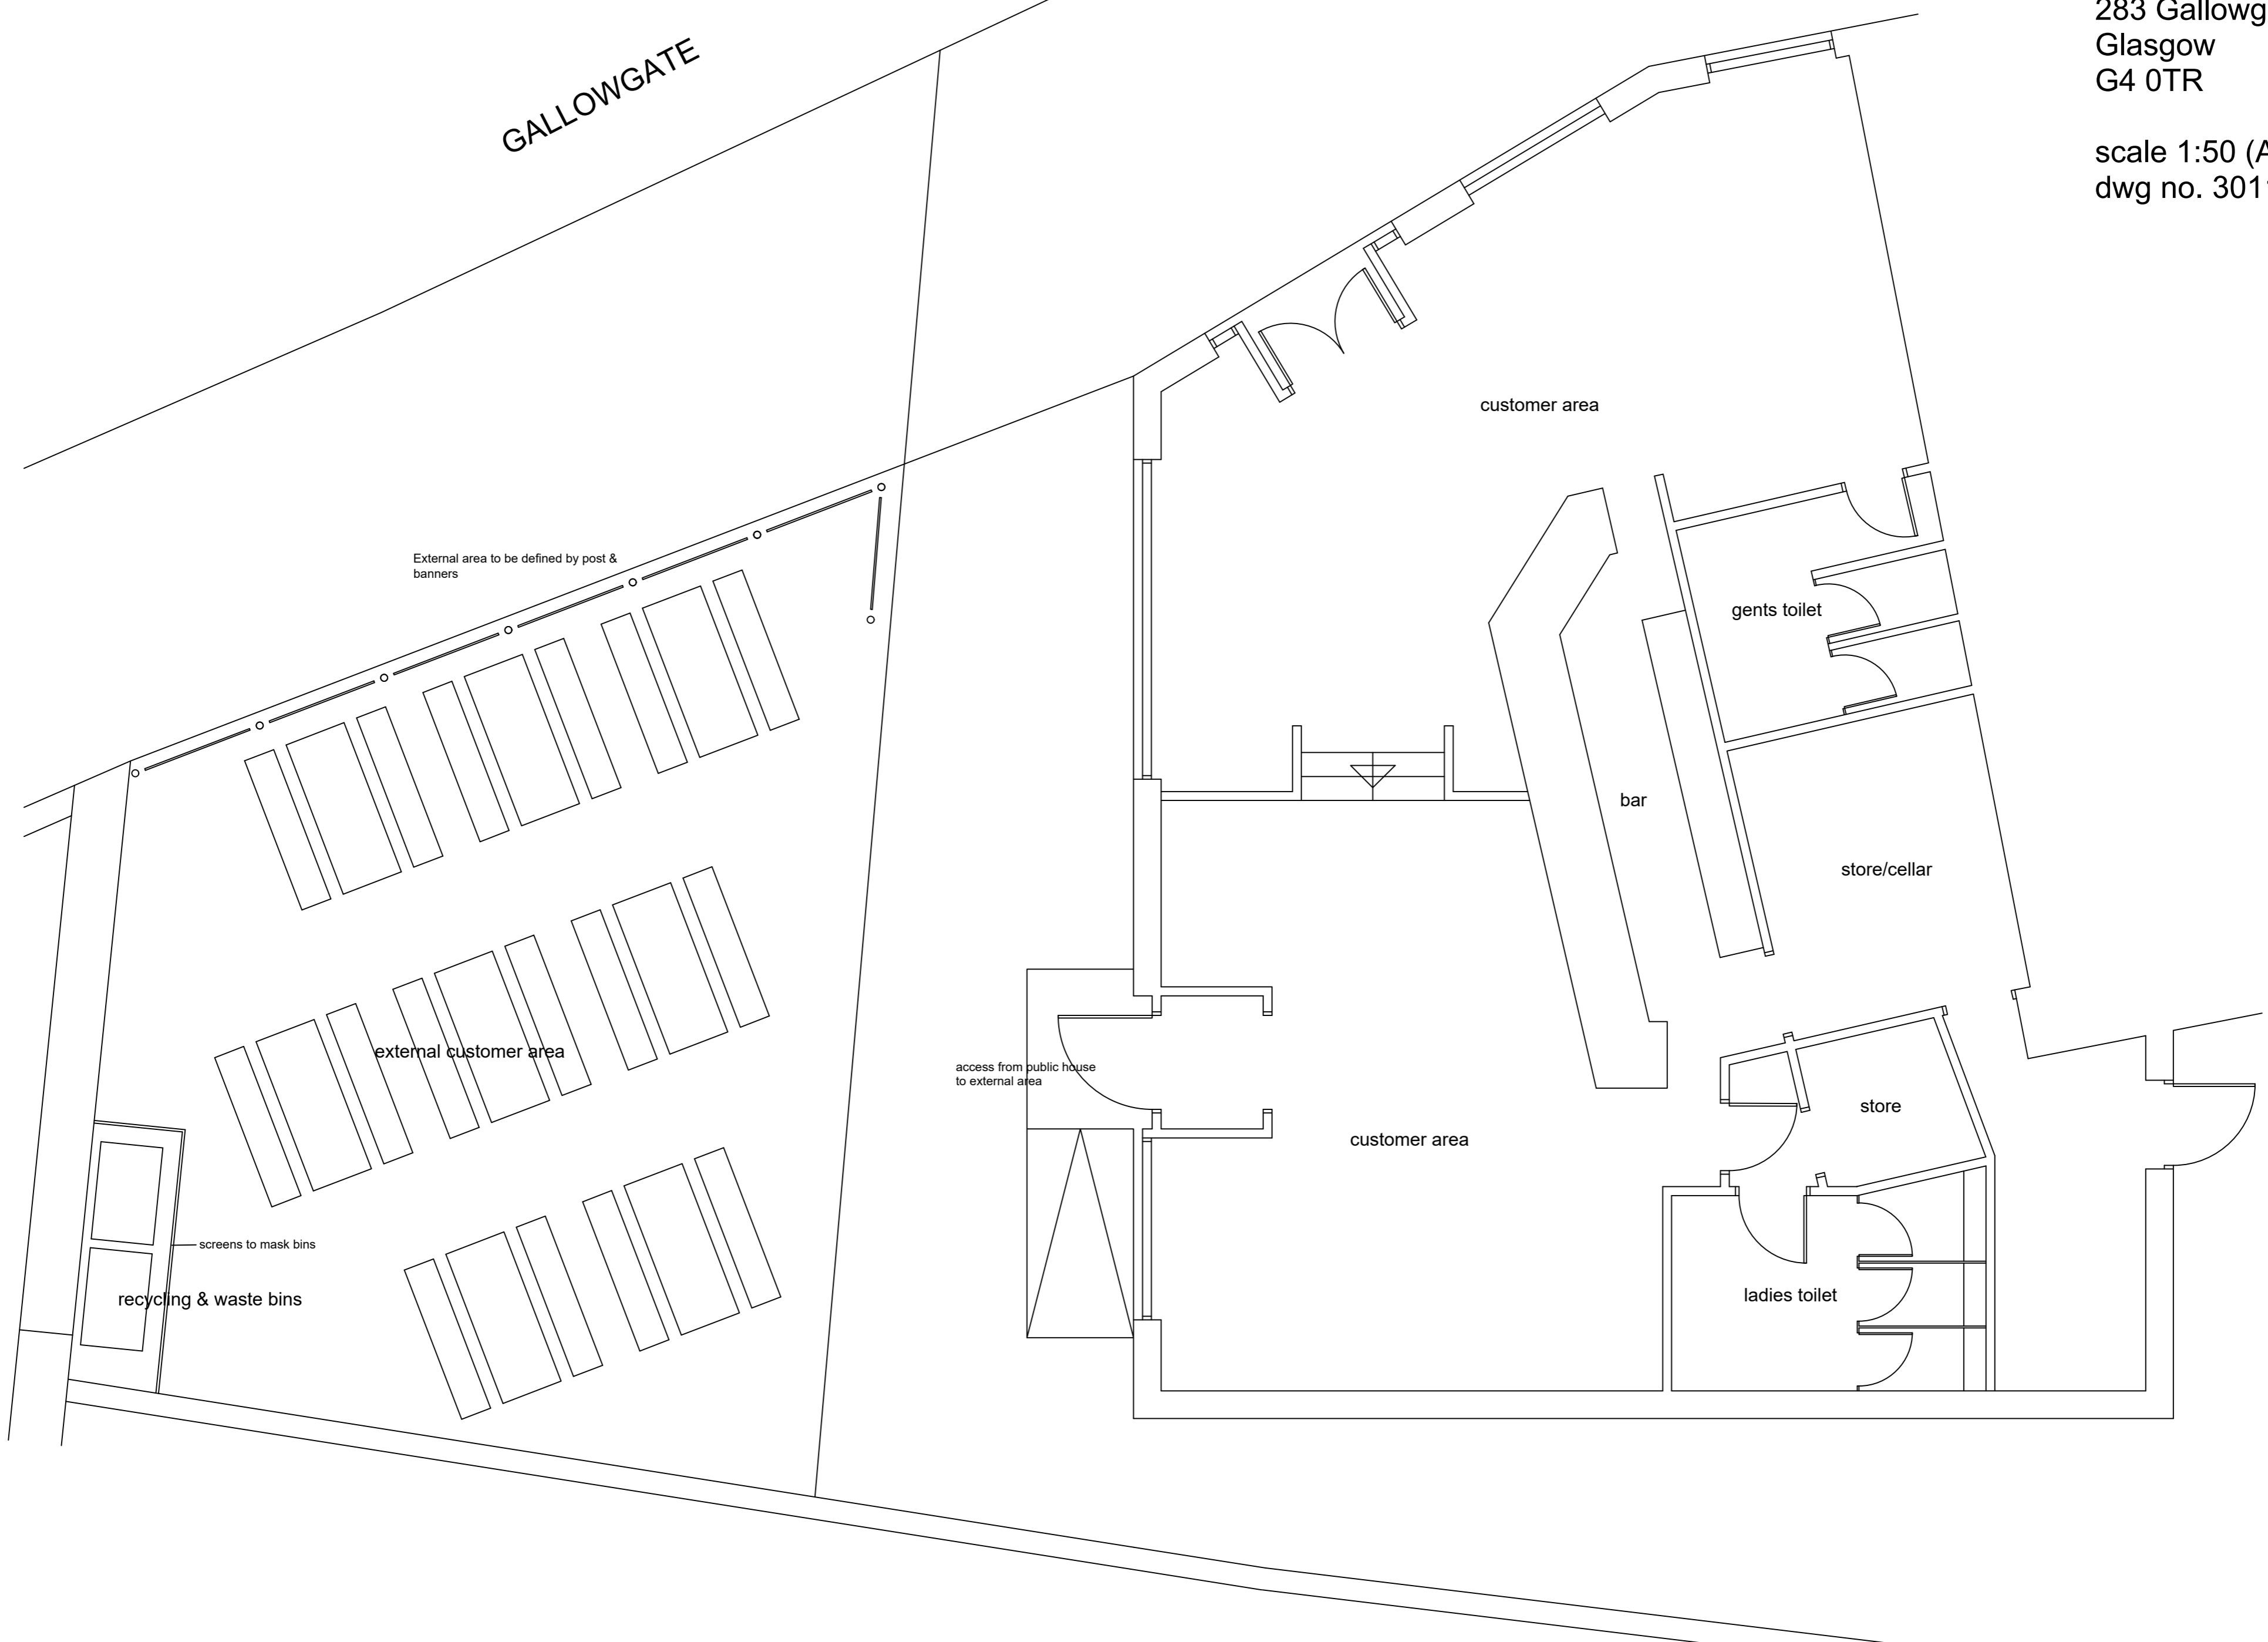 283 Gallowg
Glasgow
G4 0TR
scale 1:50 (A
dwg no. 301
GALLOWGATE
customer area
External area to be defined by post &
banners
gents toilet
bar
store/cellar
external customer area
access from public house
to external area
store
customer area
screens to mask bins
recycling & waste bins
ladies toilet